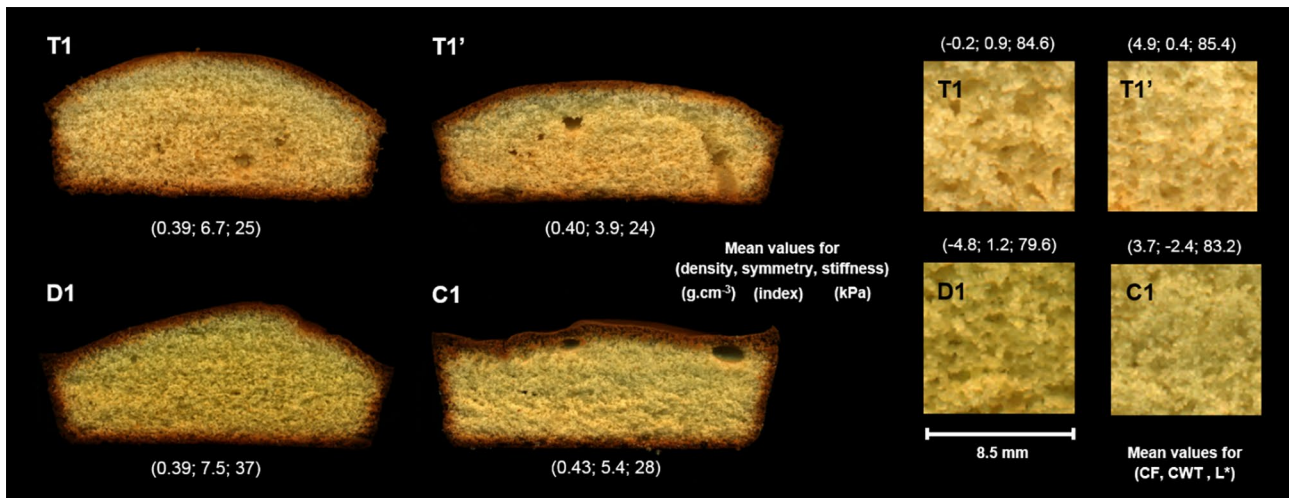 T1
(0.39; 6.7; 25)
T1’
(0.40; 3.9; 24)
D1
(0.39; 7.5; 37)
C1
(0.43; 5.4; 28)
Mean values for
(density, symmetry, stiffness)
(g.cm-3) (index) (kPa)
(-0.2; 0.9; 84.6)
T1
(4.9; 0.4; 85.4)
T1’
(-4.8; 1.2; 79.6)
D1
(3.7; -2.4; 83.2)
C1
8.5 mm
Mean values for
(CF, CWT , L*)